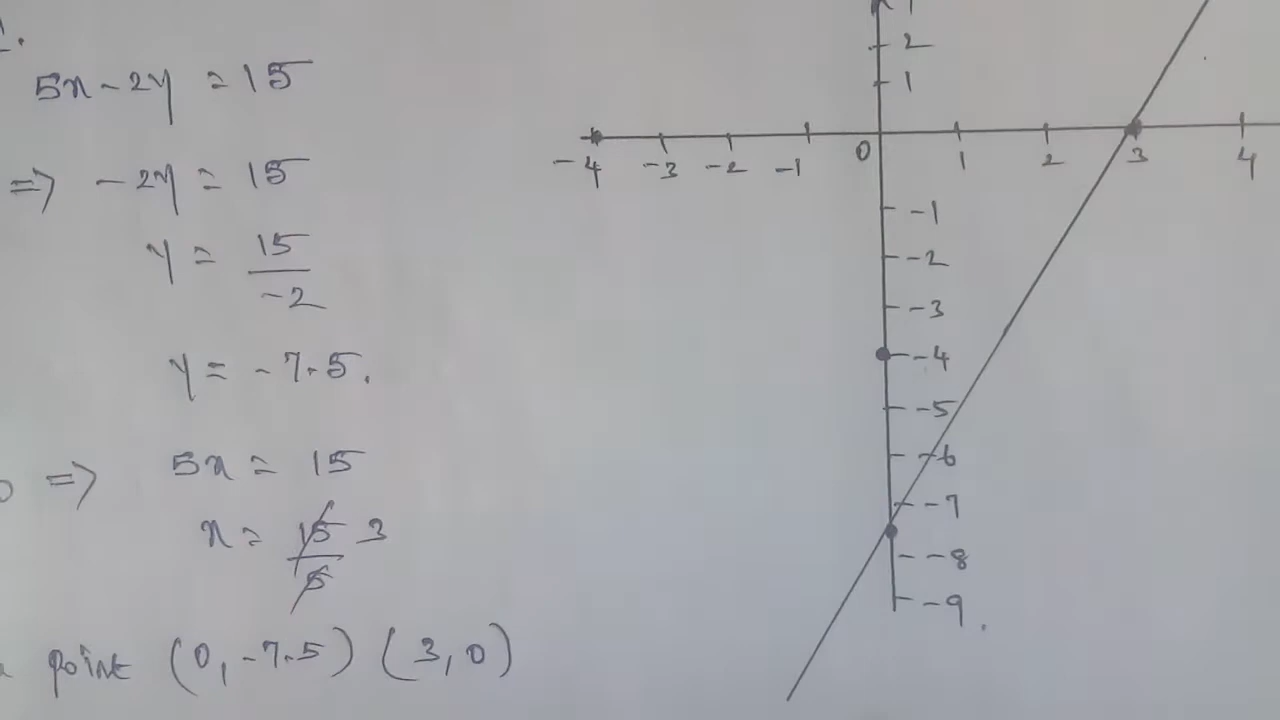 5x - 2y = 15
=> - 2y = 15
y = 15/-2
y = -7.5.
=> 5x = 15
x = 15/5 3
point (0, -7.5) (3, 0)
2
1
-4 -3 -2 -1 0 1 2 3 4
-1
-2
-3
-4
-5
-6
-7
-8
-9